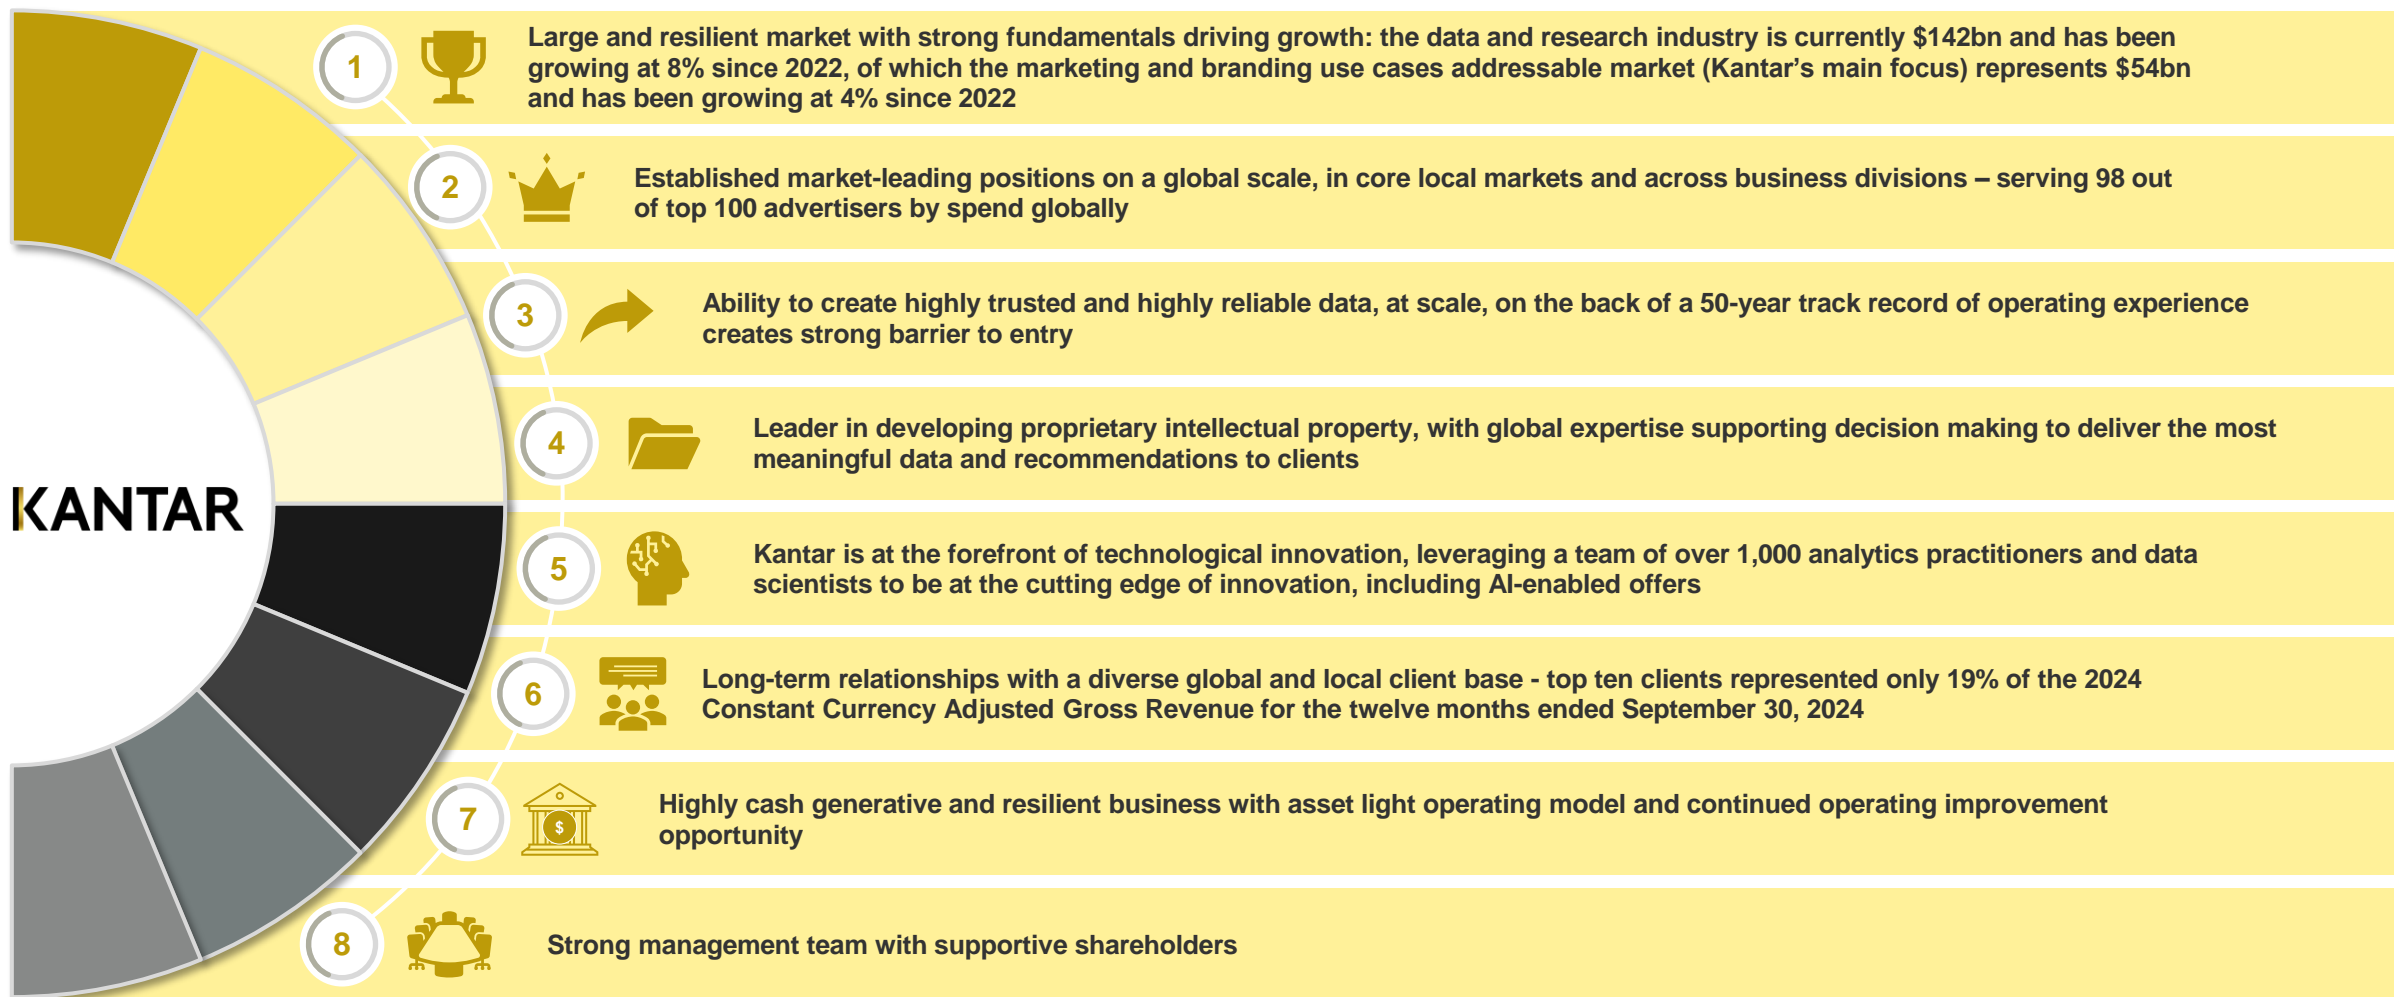 1
Large and resilient market with strong fundamentals driving growth: the data and research industry is currently $142bn and has been
growing at 8% since 2022, of which the marketing and branding use cases addressable market (Kantar’s main focus) represents $54bn
and has been growing at 4% since 2022
2
Established market-leading positions on a global scale, in core local markets and across business divisions – serving 98 out
of top 100 advertisers by spend globally
3
Ability to create highly trusted and highly reliable data, at scale, on the back of a 50-year track record of operating experience
creates strong barrier to entry
4
Leader in developing proprietary intellectual property, with global expertise supporting decision making to deliver the most
meaningful data and recommendations to clients
KANTAR
5
Kantar is at the forefront of technological innovation, leveraging a team of over 1,000 analytics practitioners and data
scientists to be at the cutting edge of innovation, including AI-enabled offers
6
Long-term relationships with a diverse global and local client base - top ten clients represented only 19% of the 2024
Constant Currency Adjusted Gross Revenue for the twelve months ended September 30, 2024
7
$
Highly cash generative and resilient business with asset light operating model and continued operating improvement
opportunity
8
Strong management team with supportive shareholders